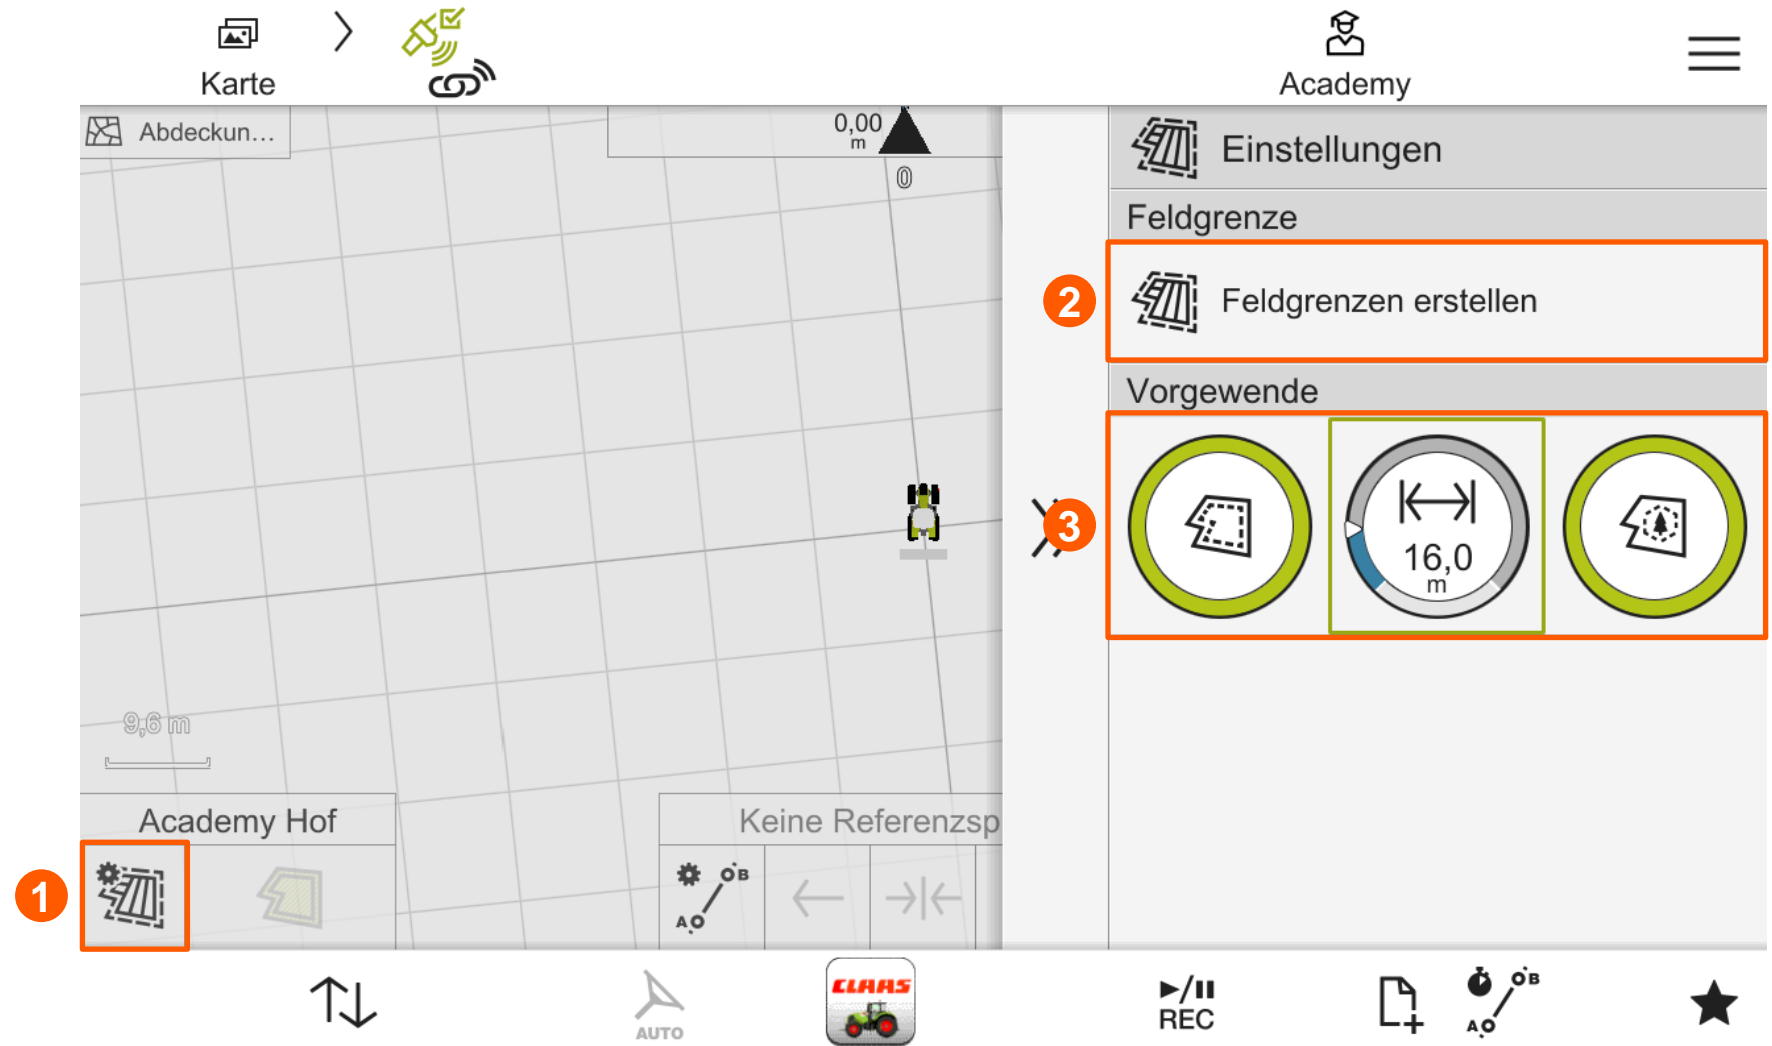 Karte
Academy
Abdeckun...
0,00
m
0
Einstellungen
Feldgrenze
2
Feldgrenzen erstellen
Vorgewende
3
16,0
m
9,6 m
Academy Hof
Keine Referenzsp
1
B
A
AUTO
CLAAS
REC
B
A